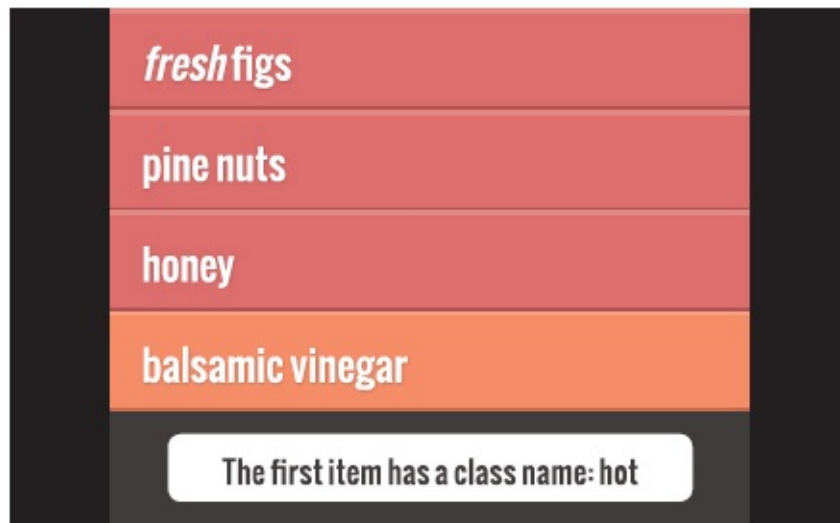 fresh figs
pine nuts
honey
balsamic vinegar
The first item has a class name: hot